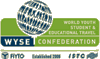 WORLD YOUTH
STUDENT &
EDUCATIONAL TRAVEL
WYSE CONFEDERATION
FIYTO Established 2006 ISTC